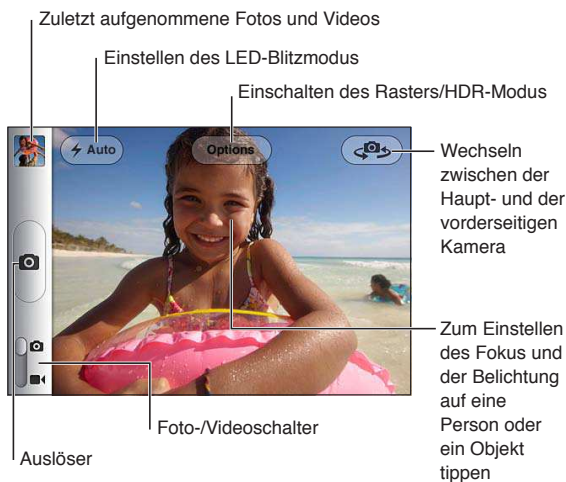 Zuletzt aufgenommene Fotos und Videos
Einstellen des LED-Blitzmodus
Einschalten des Rasters/HDR-Modus
Auto
Options
Wechseln
zwischen der
Haupt- und der
vorderseitigen
Kamera
Zum Einstellen
des Fokus und
der Belichtung
auf eine
Person oder
ein Objekt
tippen
Foto-/Videoschalter
Auslöser